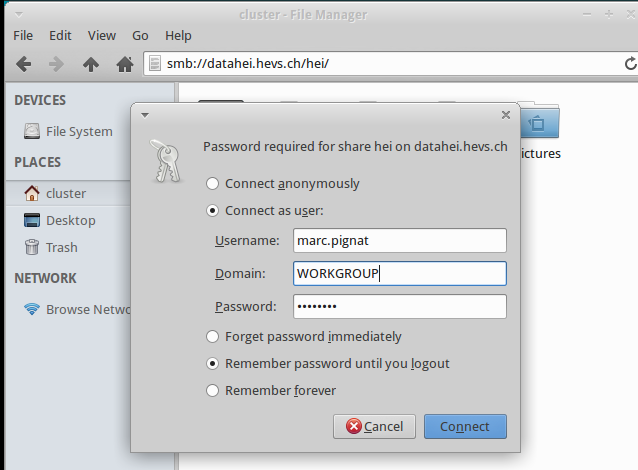 cluster - File Manager
File Edit View Go Help
smb://datahei.hevs.ch/hei/
DEVICES
File System
PLACES
cluster
Desktop
Trash
NETWORK
Browse Netw
ictures
Password required for share hei on datahei.hevs.ch
Connect anonymously
Connect as user:
Username: marc.pignat
Domain: WORKGROUP
Password: ••••••••
Forget password immediately
Remember password until you logout
Remember forever
Cancel Connect